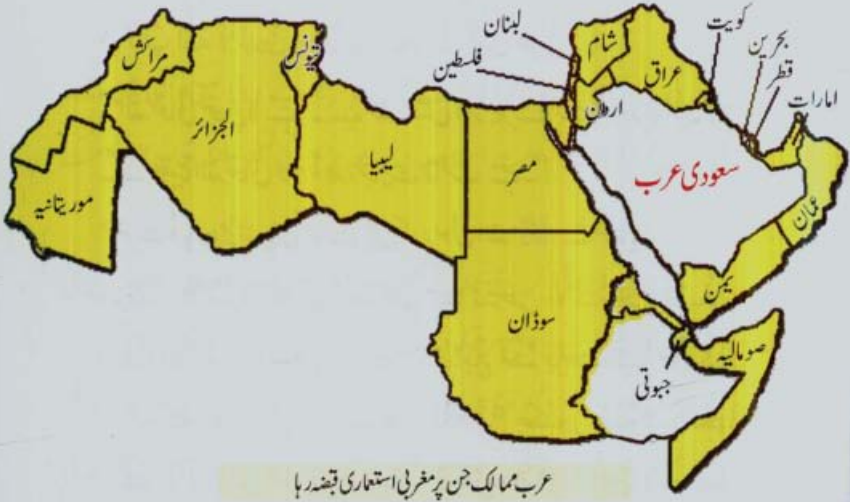 کویت
لبنان
بحرین
شام
قطر
مراکش
تیونس
فلسطین
عراق
امارات
اردن
الجزائر
لیبیا
مصر
سعودی عرب
موریتانیہ
عمان
یمن
سوڈان
صومالیہ
جبوتی
عرب ممالک جن پر مغربی استعماری قبضہ رہا